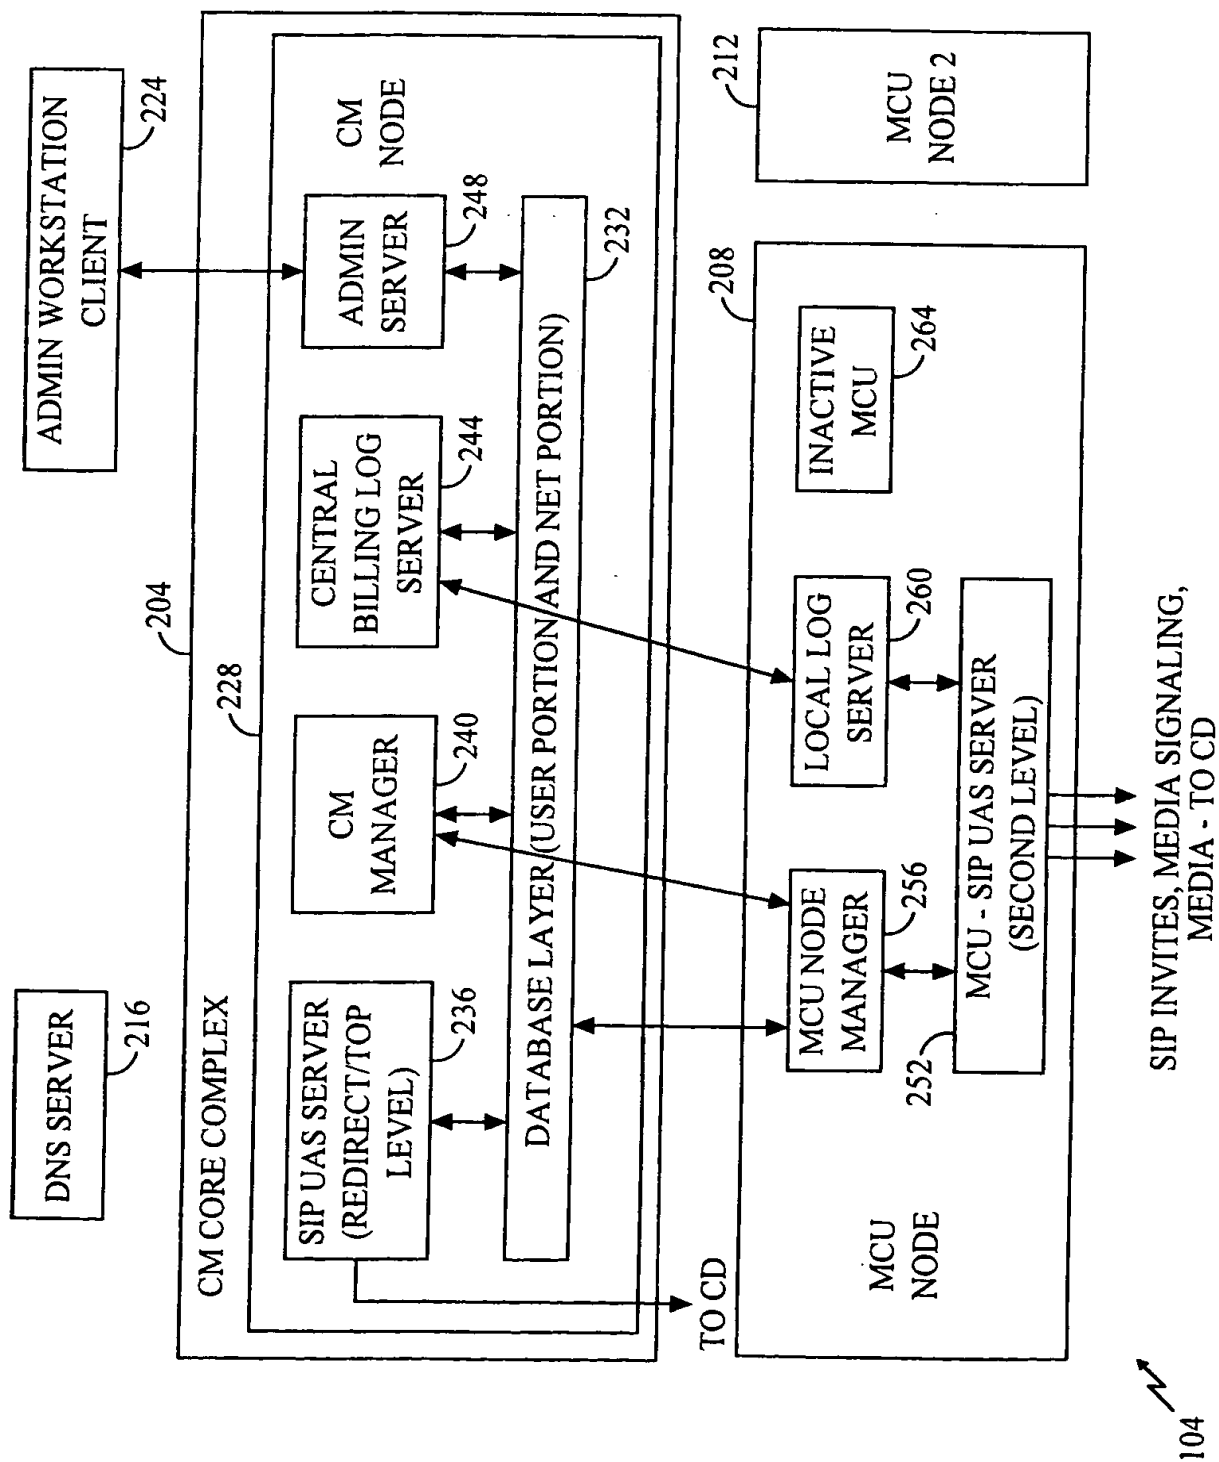 DNS SERVER
216
ADMIN WORKSTATION
CLIENT
224
204
CM CORE COMPLEX
228
SIP UAS SERVER
(REDIRECT/TOP
LEVEL)
236
CM
MANAGER
240
CENTRAL
BILLING LOG
SERVER
244
ADMIN
SERVER
248
CM
NODE
DATABASE LAYER (USER PORTION AND NET PORTION)
232
TO CD
208
MCU
NODE
MCU NODE
MANAGER
256
LOCAL LOG
SERVER
260
INACTIVE
MCU
264
252
MCU - SIP UAS SERVER
(SECOND LEVEL)
212
MCU
NODE 2
SIP INVITES, MEDIA SIGNALING,
MEDIA - TO CD
104